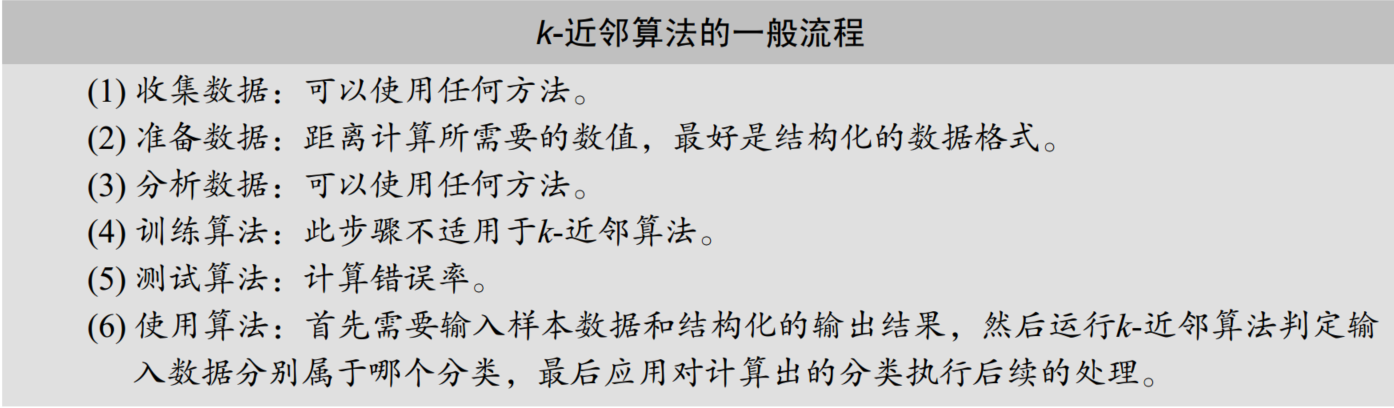 k-近邻算法的一般流程
(1) 收集数据：可以使用任何方法。
(2) 准备数据：距离计算所需要的数值，最好是结构化的数据格式。
(3) 分析数据：可以使用任何方法。
(4) 训练算法：此步骤不适用于k-近邻算法。
(5) 测试算法：计算错误率。
(6) 使用算法：首先需要输入样本数据和结构化的输出结果，然后运行k-近邻算法判定输
入数据分别属于哪个分类，最后应用对计算出的分类执行后续的处理。